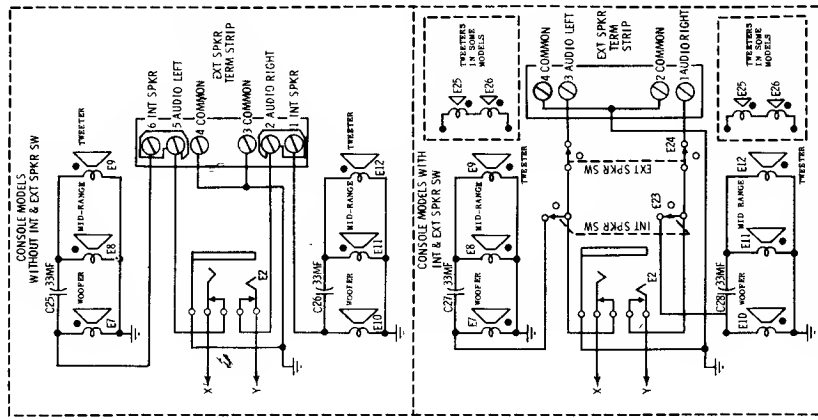 CONSOLE MODELS
WITHOUT INT & EXT SPKR SW
C25
33MF
WOOFER
MID-RANGE
TWEETER
E7
E8
E9
6 INT SPKR
5 AUDIO LEFT
4 COMMON
3 COMMON
2 AUDIO RIGHT
1 INT SPKR
EXT SPKR
TERM STRIP
E2
X
Y
C26
33MF
E10
E11
E12
WOOFER
MID-RANGE
TWEETER
CONSOLE MODELS WITH
INT & EXT SPKR SW
C27
33MF
WOOFER
MID-RANGE
E7
E8
E9
TWEETER
E25
E26
TWEETERS
IN SOME
MODELS
4 COMMON
3 AUDIO LEFT
EXT SPKR
TERM
STRIP
2 COMMON
1 AUDIO RIGHT
INT SPKR SW
EXT SPKR SW
E23
E24
E2
X
Y
C28
33MF
WOOFER
MID-RANGE
E10
E11
E12
TWEETER
E25
E26
TWEETERS
IN SOME
MODELS